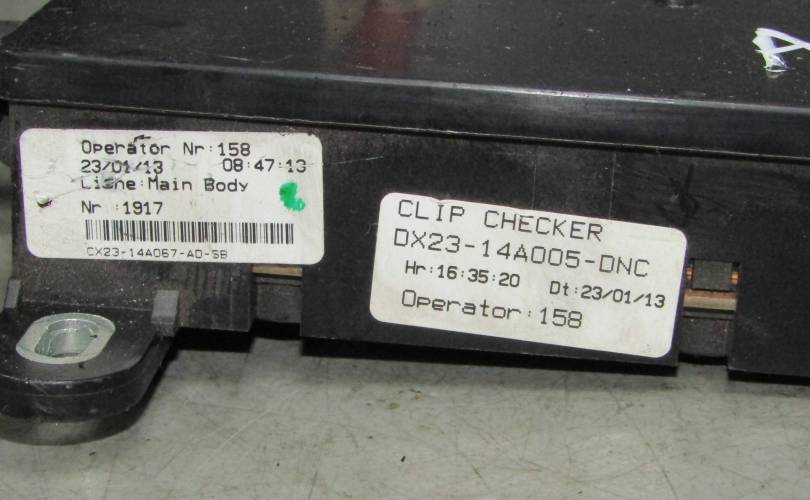 Operator Nr:158
23/01/13 08:47:13
Ligne:Main Body
Nr :1917
CX23-14A067-AD-SB
CLIP CHECKER
DX23-14A005-DNC
Hr:16:35:20 Dt:23/01/13
Operator:158